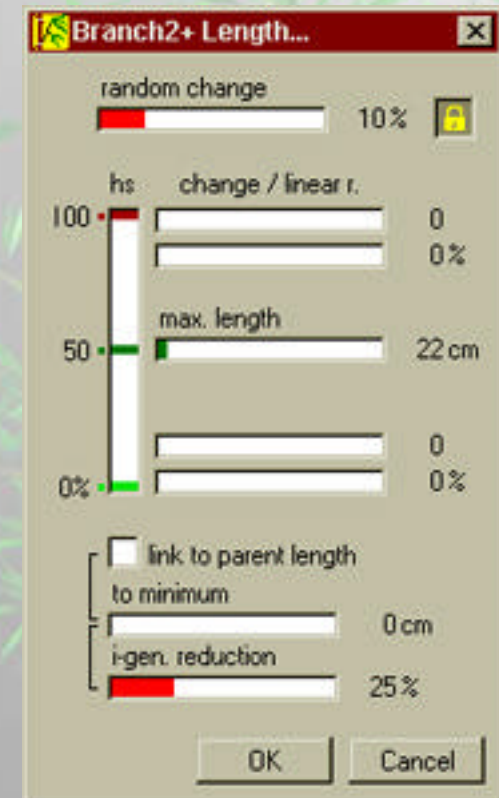 Branch2+ Length...
random change
10%
hs change / linear r.
100 0
0%
max. length
50 22 cm
0
0% 0%
link to parent length
to minimum
0 cm
i-gen. reduction
25%
OK Cancel